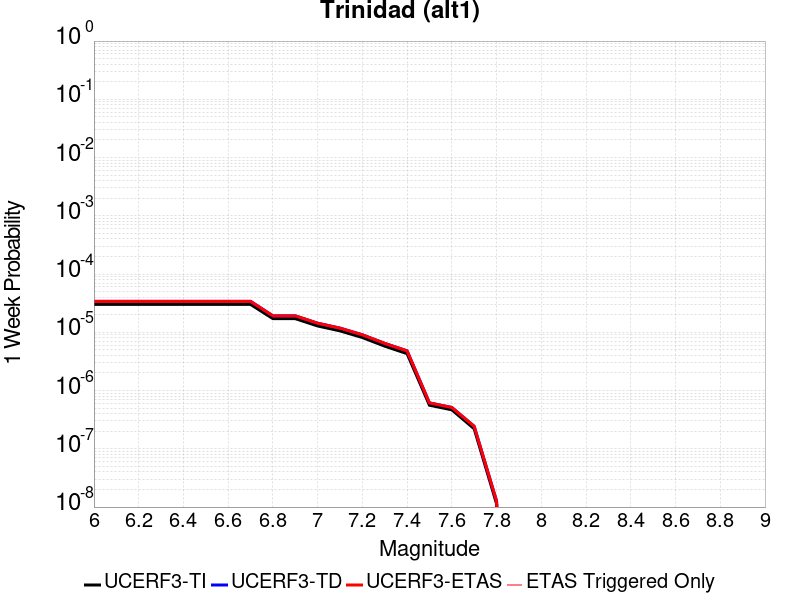 Trinidad (alt1)
10 0
10 -1
10 -2
10 -3
10 -4
10 -5
10 -6
10 -7
10 -8
1 Week Probability
6 6.2 6.4 6.6 6.8 7 7.2 7.4 7.6 7.8 8 8.2 8.4 8.6 8.8 9
Magnitude
UCERF3-TI UCERF3-TD UCERF3-ETAS ETAS Triggered Only